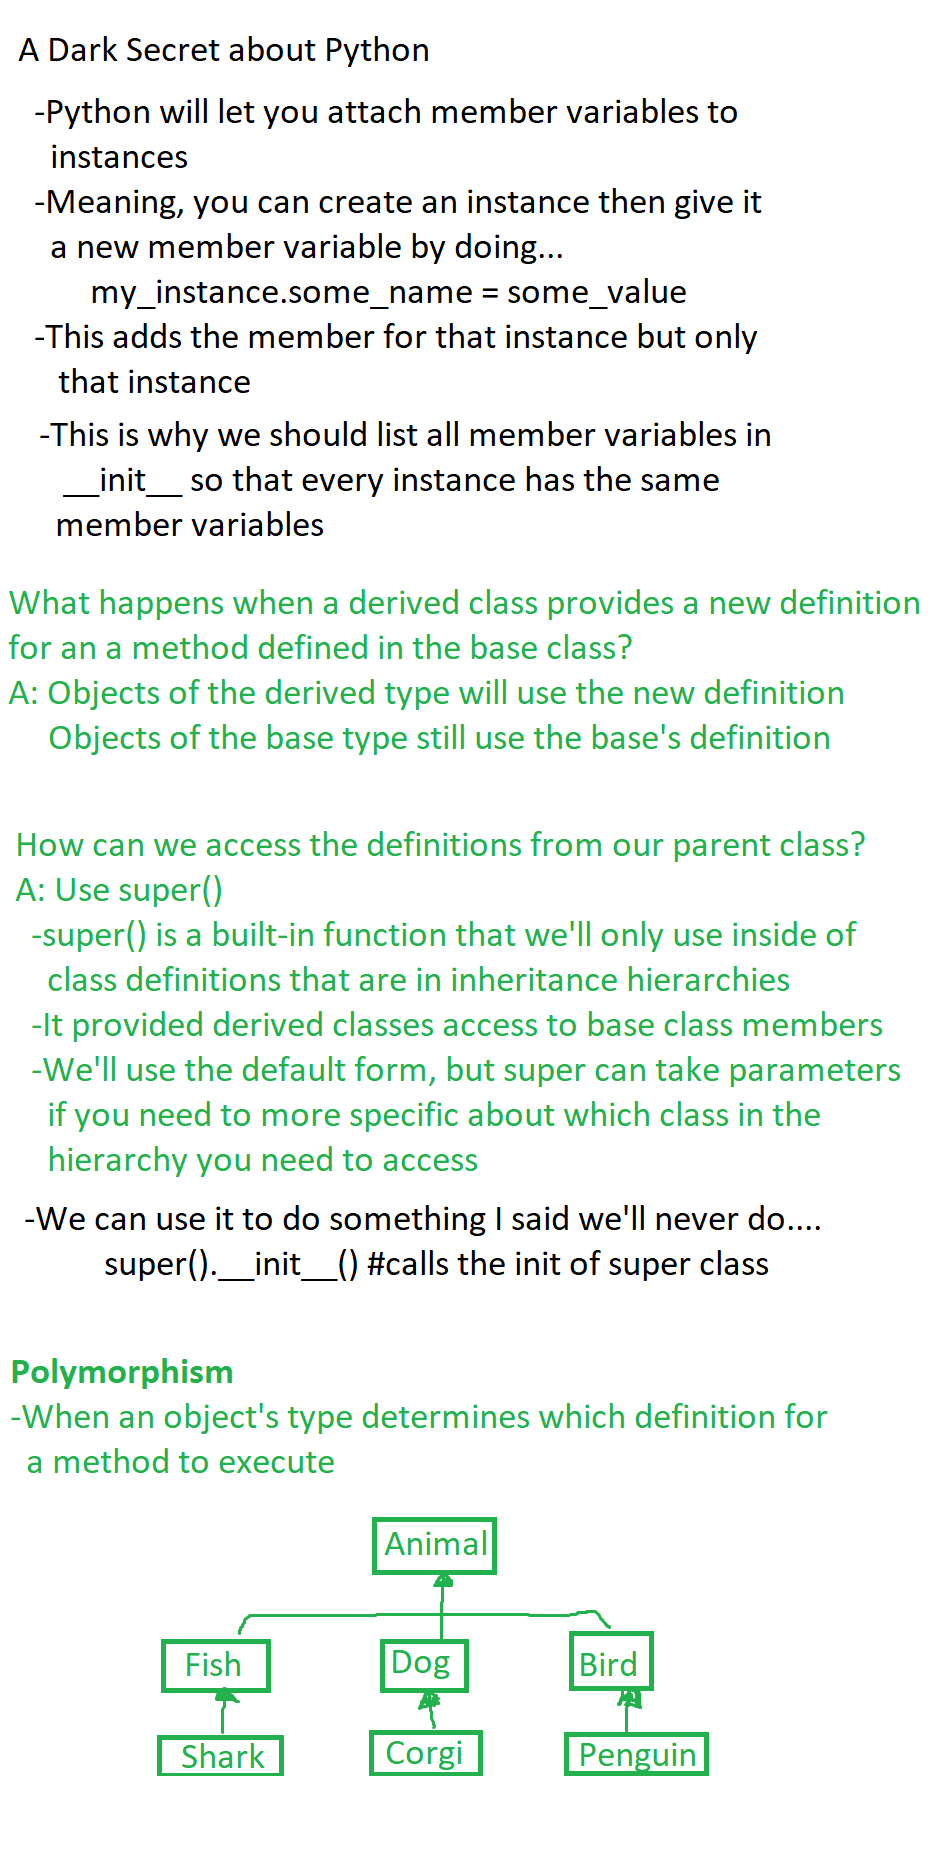 A Dark Secret about Python
-Python will let you attach member variables to
instances
-Meaning, you can create an instance then give it
a new member variable by doing...
my_instance.some_name = some_value
-This adds the member for that instance but only
that instance
-This is why we should list all member variables in
__init__ so that every instance has the same
member variables
What happens when a derived class provides a new definition
for an a method defined in the base class?
A: Objects of the derived type will use the new definition
Objects of the base type still use the base's definition
How can we access the definitions from our parent class?
A: Use super()
-super() is a built-in function that we'll only use inside of
class definitions that are in inheritance hierarchies
-It provided derived classes access to base class members
-We'll use the default form, but super can take parameters
if you need to more specific about which class in the
hierarchy you need to access
-We can use it to do something I said we'll never do....
super().__init__() #calls the init of super class
Polymorphism
-When an object's type determines which definition for
a method to execute
Animal
Fish Dog Bird
Shark Corgi Penguin